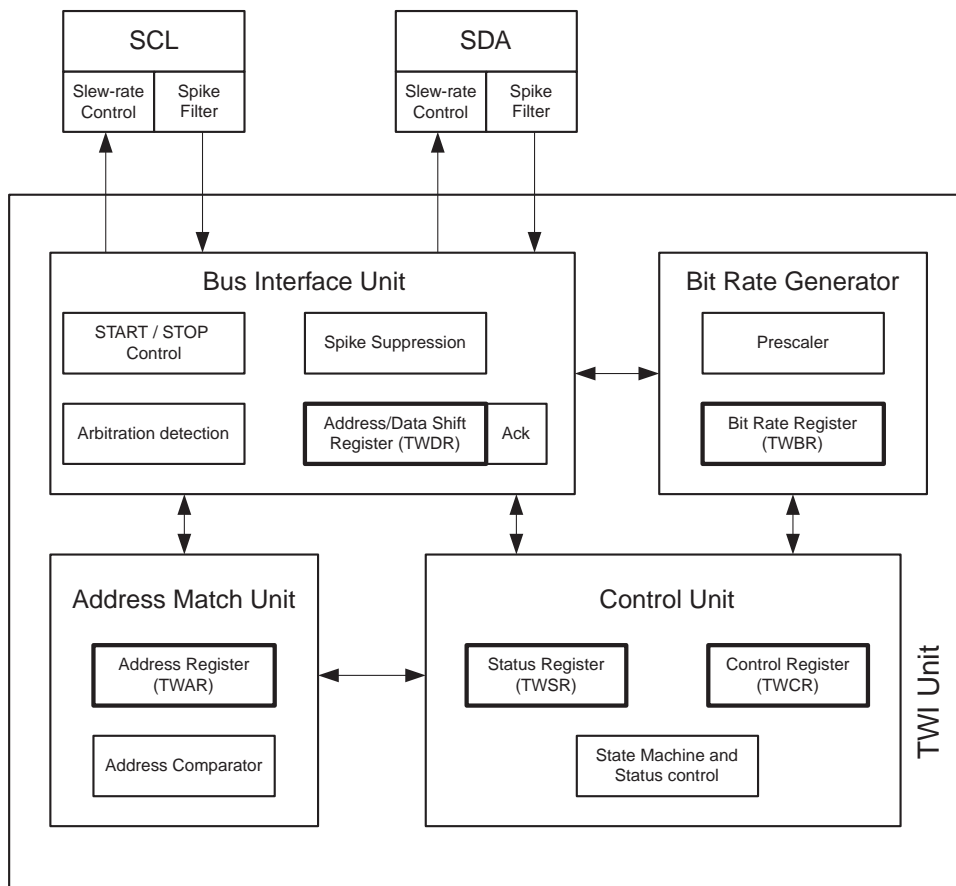 SCL
SDA
Slew-rate
Control
Spike
Filter
Slew-rate
Control
Spike
Filter
Bus Interface Unit
START / STOP
Control
Spike Suppression
Arbitration detection
Address/Data Shift
Register (TWDR)
Ack
Bit Rate Generator
Prescaler
Bit Rate Register
(TWBR)
Address Match Unit
Address Register
(TWAR)
Address Comparator
Control Unit
Status Register
(TWSR)
Control Register
(TWCR)
State Machine and
Status control
TWI Unit